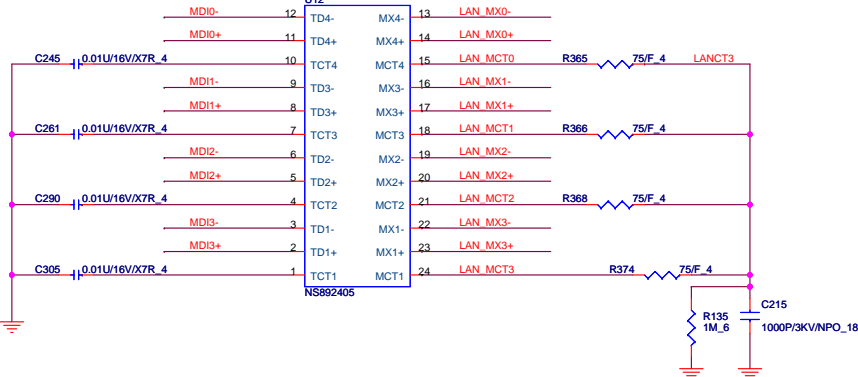 U12
MDI0- 12 TD4- MX4- 13 LAN_MX0-
MDI0+ 11 TD4+ MX4+ 14 LAN_MX0+
C245 0.01U/16V/X7R_4 10 TCT4 MCT4 15 LAN_MCT0 R365 75/F_4 LANCT3
MDI1- 9 TD3- MX3- 16 LAN_MX1-
MDI1+ 8 TD3+ MX3+ 17 LAN_MX1+
C261 0.01U/16V/X7R_4 7 TCT3 MCT3 18 LAN_MCT1 R366 75/F_4
MDI2- 6 TD2- MX2- 19 LAN_MX2-
MDI2+ 5 TD2+ MX2+ 20 LAN_MX2+
C290 0.01U/16V/X7R_4 4 TCT2 MCT2 21 LAN_MCT2 R368 75/F_4
MDI3- 3 TD1- MX1- 22 LAN_MX3-
MDI3+ 2 TD1+ MX1+ 23 LAN_MX3+
C305 0.01U/16V/X7R_4 1 TCT1 MCT1 24 LAN_MCT3 R374 75/F_4
NS892405
C215
R135
1M_6 1000P/3KV/NPO_18